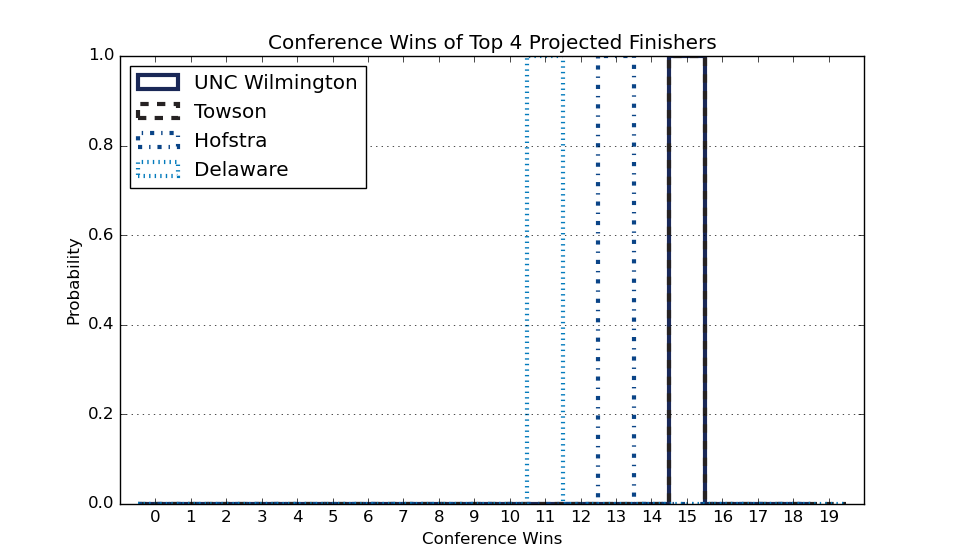 Conference Wins of Top 4 Projected Finishers
1.0
0.8
0.6
0.4
0.2
0.0
Probability
UNC Wilmington
Towson
Hofstra
Delaware
0 1 2 3 4 5 6 7 8 9 10 11 12 13 14 15 16 17 18 19
Conference Wins